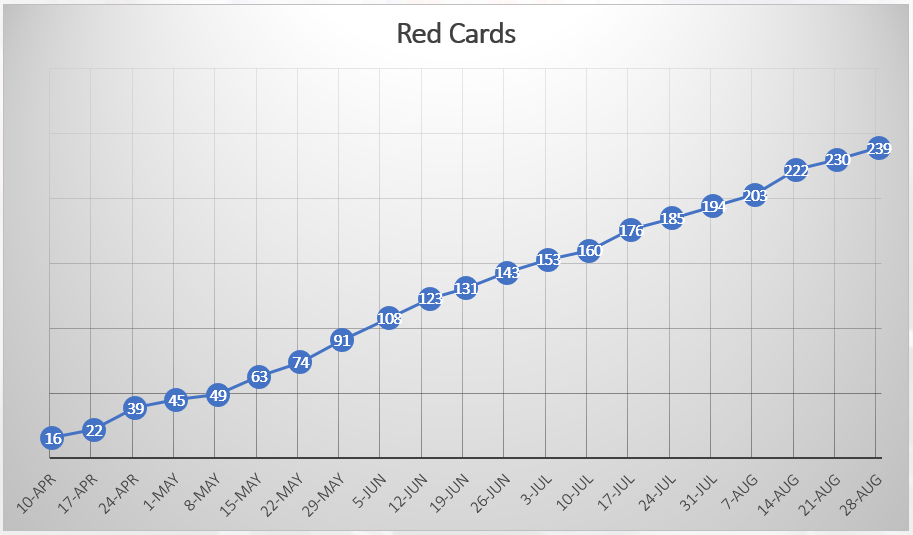 Red Cards
16 22 39 45 49 63 74 91 108 123 131 143 153 160 176 185 194 203 222 230 239
10-APR 17-APR 24-APR 1-MAY 8-MAY 15-MAY 22-MAY 29-MAY 5-JUN 12-JUN 19-JUN 26-JUN 3-JUL 10-JUL 17-JUL 24-JUL 31-JUL 7-AUG 14-AUG 21-AUG 28-AUG